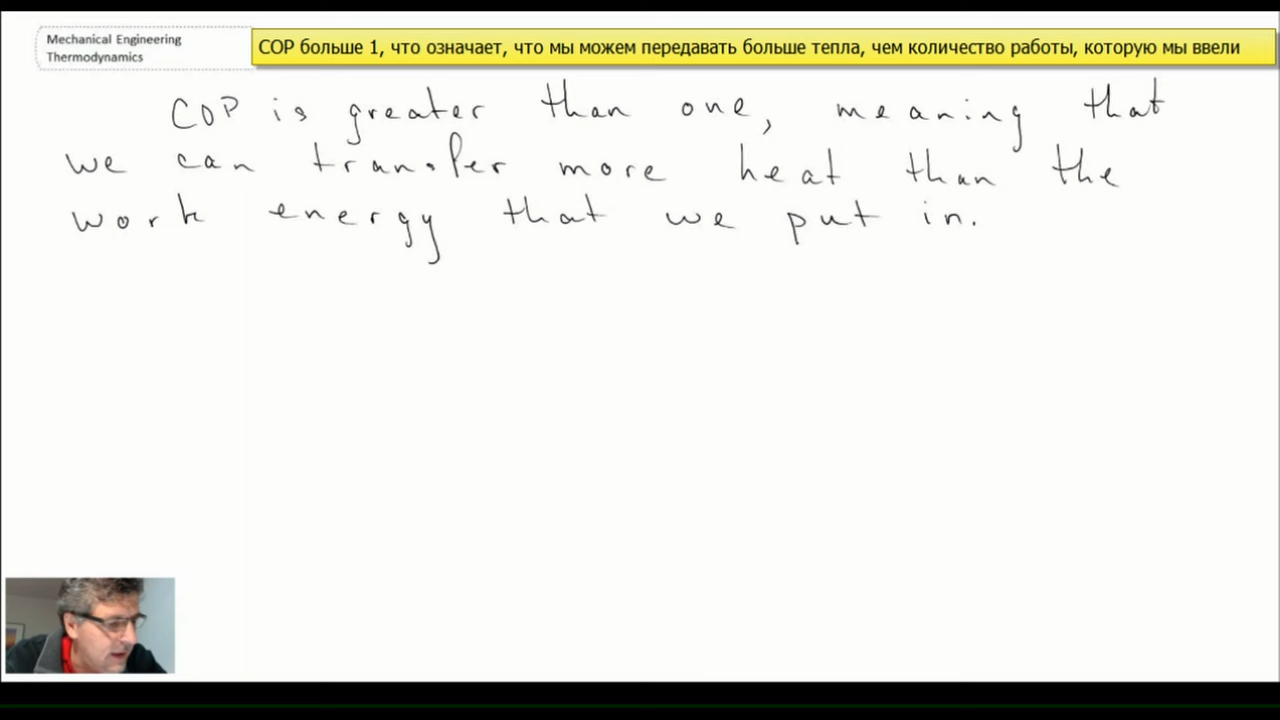 Mechanical Engineering
Thermodynamics
COP больше 1, что означает, что мы можем передавать больше тепла, чем количество работы, которую мы ввели
COP is greater than one, meaning that
we can transfer more heat than the
work energy that we put in.